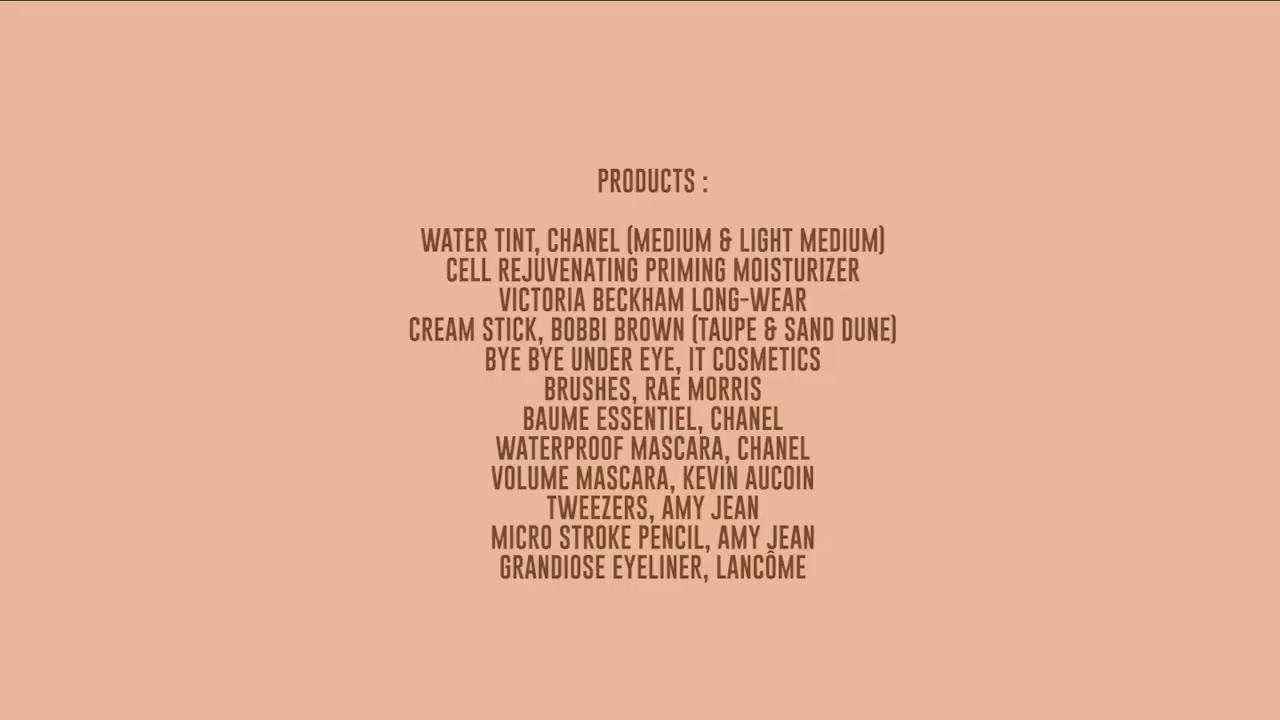 PRODUCTS :
WATER TINT, CHANEL (MEDIUM & LIGHT MEDIUM)
CELL REJUVENATING PRIMING MOISTURIZER
VICTORIA BECKHAM LONG-WEAR
CREAM STICK, BOBBI BROWN (TAUPE & SAND DUNE)
BYE BYE UNDER EYE, IT COSMETICS
BRUSHES, RAE MORRIS
BAUME ESSENTIEL, CHANEL
WATERPROOF MASCARA, CHANEL
VOLUME MASCARA, KEVIN AUCOIN
TWEEZERS, AMY JEAN
MICRO STROKE PENCIL, AMY JEAN
GRANDIOSE EYELINER, LANCÔME